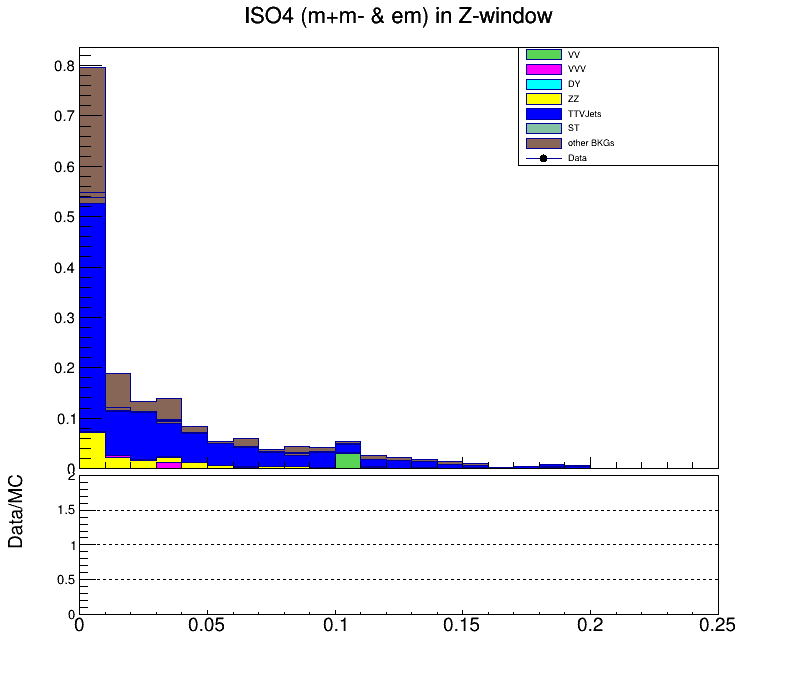 ISO4 (m+m- & em) in Z-window
VV
VVV
DY
ZZ
TTVJets
ST
other BKGs
Data
0.8
0.7
0.6
0.5
0.4
0.3
0.2
0.1
0
Data/MC
2
1.5
1
0.5
0
0 0.05 0.1 0.15 0.2 0.25